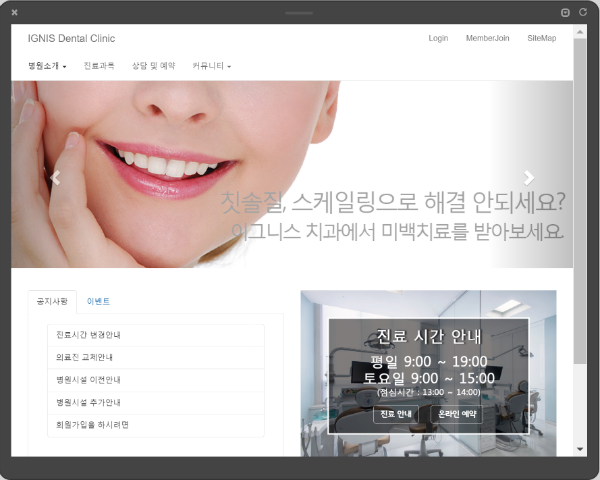 IGNIS Dental Clinic
Login MemberJoin SiteMap
병원소개 진료과목 상담 및 예약 커뮤니티
칫솔질, 스케일링으로 해결 안되세요?
이그니스 치과에서 미백치료를 받아보세요.
공지사항 이벤트
진료시간 변경안내
의료진 교체안내
병원시설 이전안내
병원시설 추가안내
회원가입을 하시려면
진료 시간 안내
평일 9:00 ~ 19:00
토요일 9:00 ~ 15:00
(점심시간 : 13:00 ~ 14:00)
진료 안내 온라인 예약